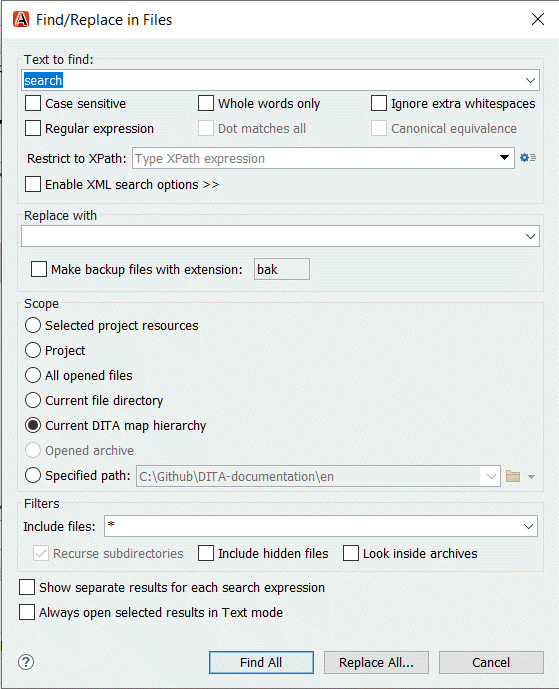 Find/Replace in Files
Text to find:
search
Case sensitive Whole words only Ignore extra whitespaces
Regular expression Dot matches all Canonical equivalence
Restrict to XPath: Type XPath expression
Enable XML search options >>
Replace with
Make backup files with extension: bak
Scope
Selected project resources
Project
All opened files
Current file directory
Current DITA map hierarchy
Opened archive
Specified path: C:\Github\DITA-documentation\en
Filters
Include files: *
Recurse subdirectories Include hidden files Look inside archives
Show separate results for each search expression
Always open selected results in Text mode
? Find All Replace All... Cancel